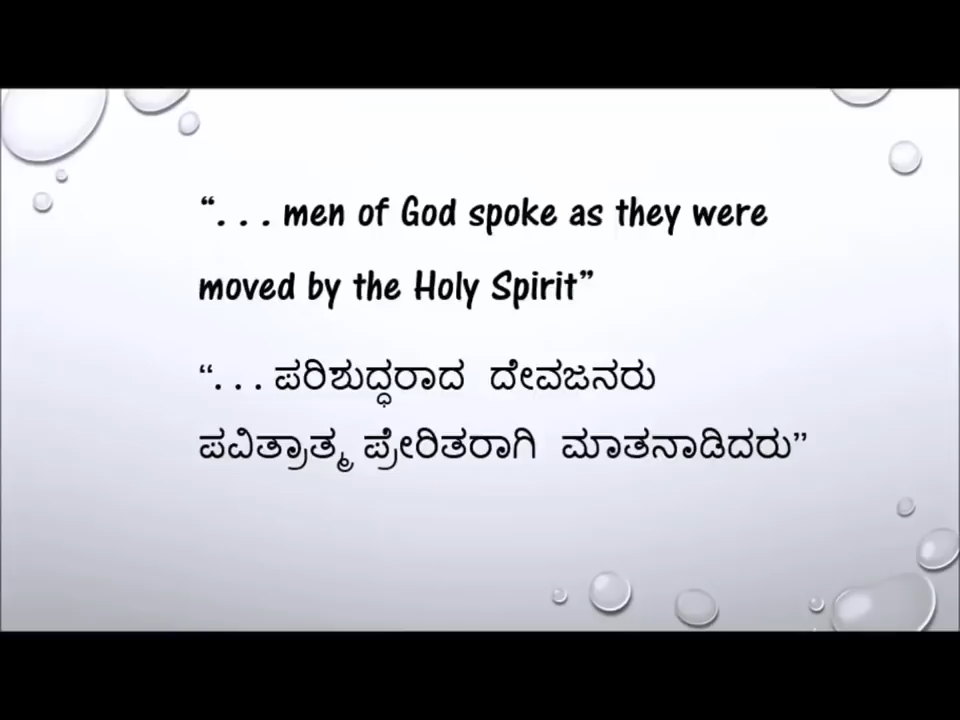 “. . . men of God spoke as they were
moved by the Holy Spirit”
“. . . ಪರಿಶುದ್ಧರಾದ ದೇವಜನರು
ಪವಿತ್ರಾತ್ಮ ಪ್ರೇರಿತರಾಗಿ ಮಾತನಾಡಿದರು”